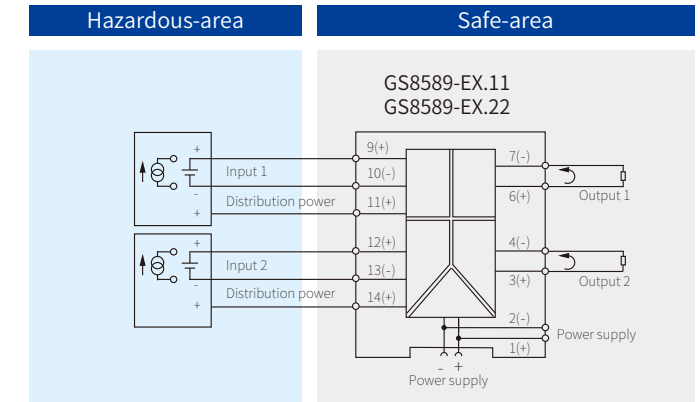 Hazardous-area
Safe-area
GS8589-EX.11
GS8589-EX.22
+
Input 1
-
Distribution power
+
9(+)
10(-)
11(+)
7(-)
6(+)
Output 1
+
Input 2
-
Distribution power
+
12(+)
13(-)
14(+)
4(-)
3(+)
Output 2
2(-)
Power supply
1(+)
- +
Power supply